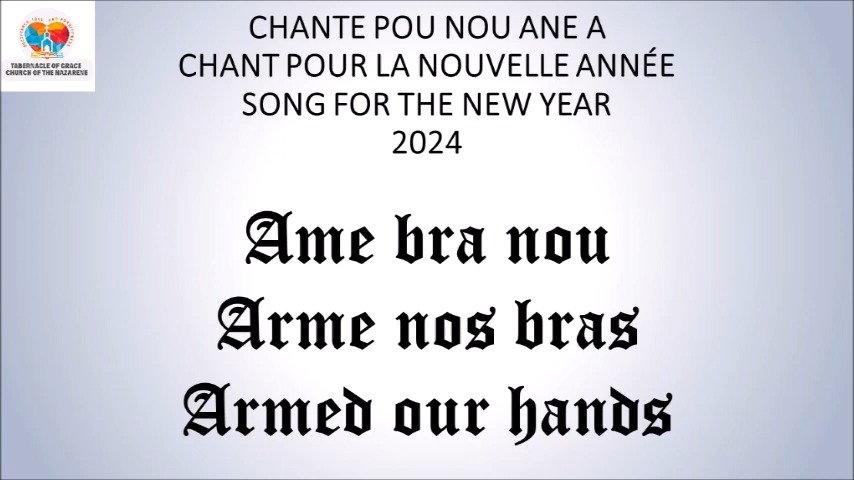 TABERNACLE OF GRACE
CHURCH OF THE NAZARENE
CHANTE POU NOU ANE A
CHANT POUR LA NOUVELLE ANNÉE
SONG FOR THE NEW YEAR
2024
Ame bra nou
Arme nos bras
Armed our hands